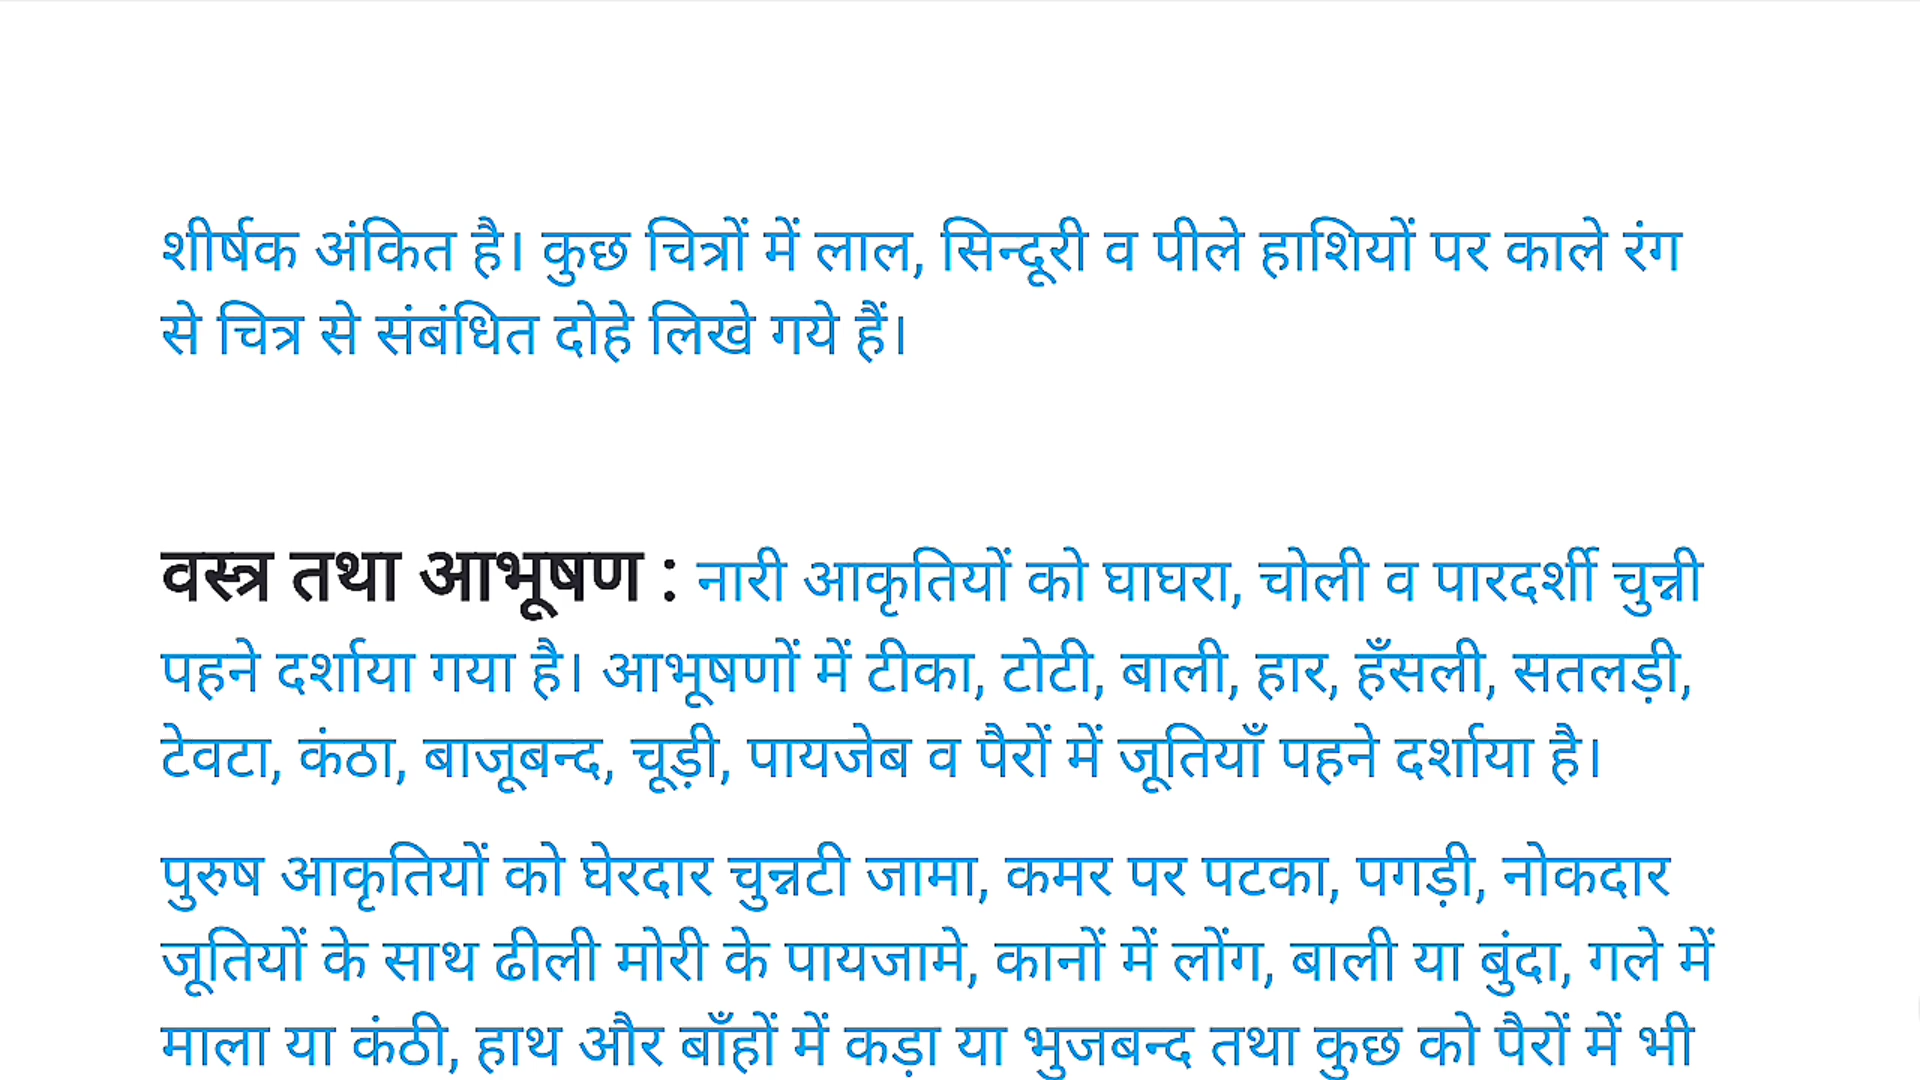 शीर्षक अंकित है। कुछ चित्रों में लाल, सिन्दूरी व पीले हाशियों पर काले रंग
से चित्र से संबंधित दोहे लिखे गये हैं।
वस्त्र तथा आभूषण : नारी आकृतियों को घाघरा, चोली व पारदर्शी चुन्नी
पहने दर्शाया गया है। आभूषणों में टीका, टोटी, बाली, हार, हँसली, सतलड़ी,
टेवटा, कंठा, बाजूबन्द, चूड़ी, पायजेब व पैरों में जूतियाँ पहने दर्शाया है।
पुरुष आकृतियों को घेरदार चुन्नटी जामा, कमर पर पटका, पगड़ी, नोकदार
जूतियों के साथ ढीली मोरी के पायजामे, कानों में लोंग, बाली या बुंदा, गले में
माला या कंठी, हाथ और बाँहों में कड़ा या भुजबन्द तथा कुछ को पैरों में भी